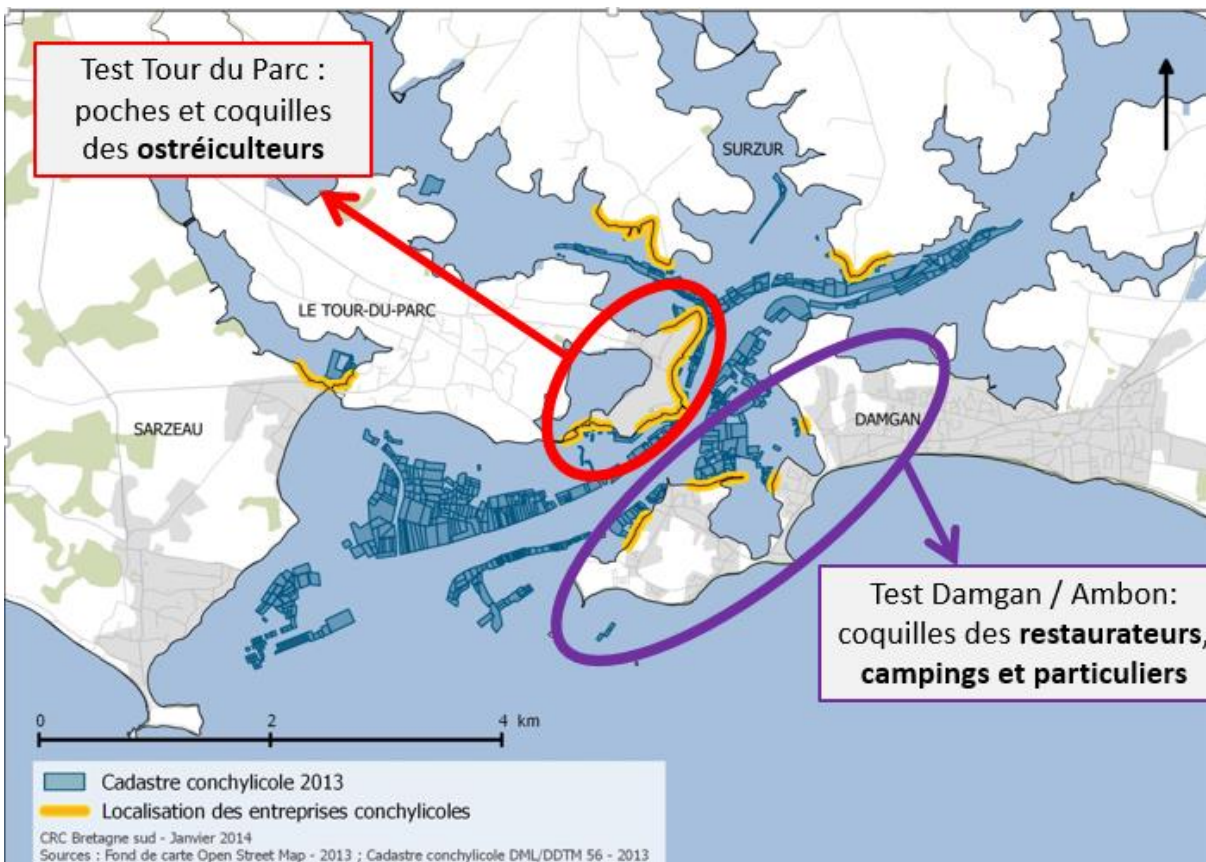 Test Tour du Parc :
poches et coquilles
des ostréiculteurs
SURZUR
LE TOUR-DU-PARC
SARZEAU
DAMGAN
Test Damgan / Ambon:
coquilles des restaurateurs,
campings et particuliers
0 2 4 km
Cadastre conchylicole 2013
Localisation des entreprises conchylicoles
CRC Bretagne sud - Janvier 2014
Sources : Fond de carte Open Street Map - 2013 ; Cadastre conchylicole DML/DDTM 56 - 2013